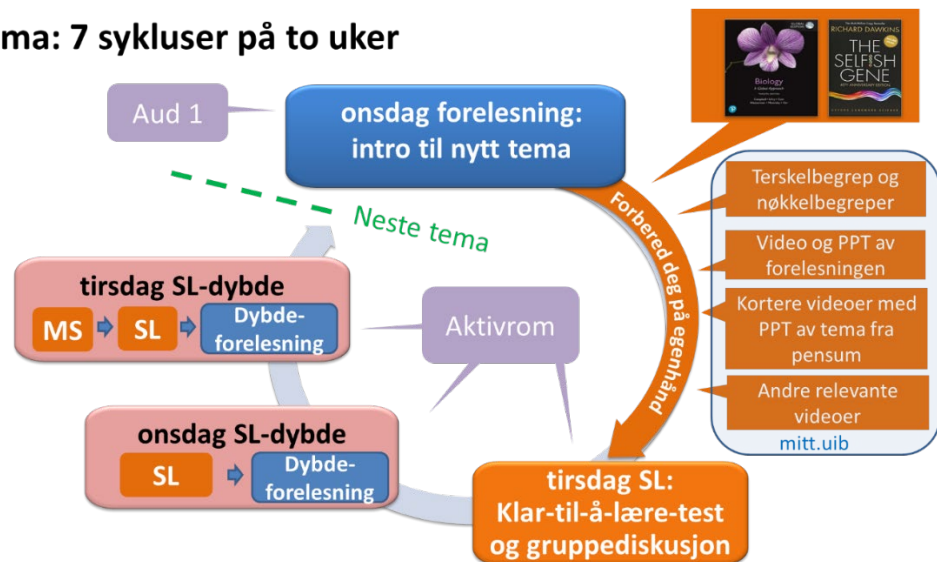 ma: 7 sykluser på to uker
Aud 1
onsdag forelesning:
intro til nytt tema
Biology
A Global Approach
RICHARD DAWKINS
THE
SELFISH
GENE
Forbered deg på egenhånd
Terskelbegrep og
nøkkelbegreper
Video og PPT av
forelesningen
Kortere videoer med
PPT av tema fra
pensum
Andre relevante
videoer
mitt.uib
Neste tema
tirsdag SL-dybde
MS
SL
Dybde-
forelesning
Aktivrom
onsdag SL-dybde
SL
Dybde-
forelesning
tirsdag SL:
Klar-til-å-lære-test
og gruppediskusjon